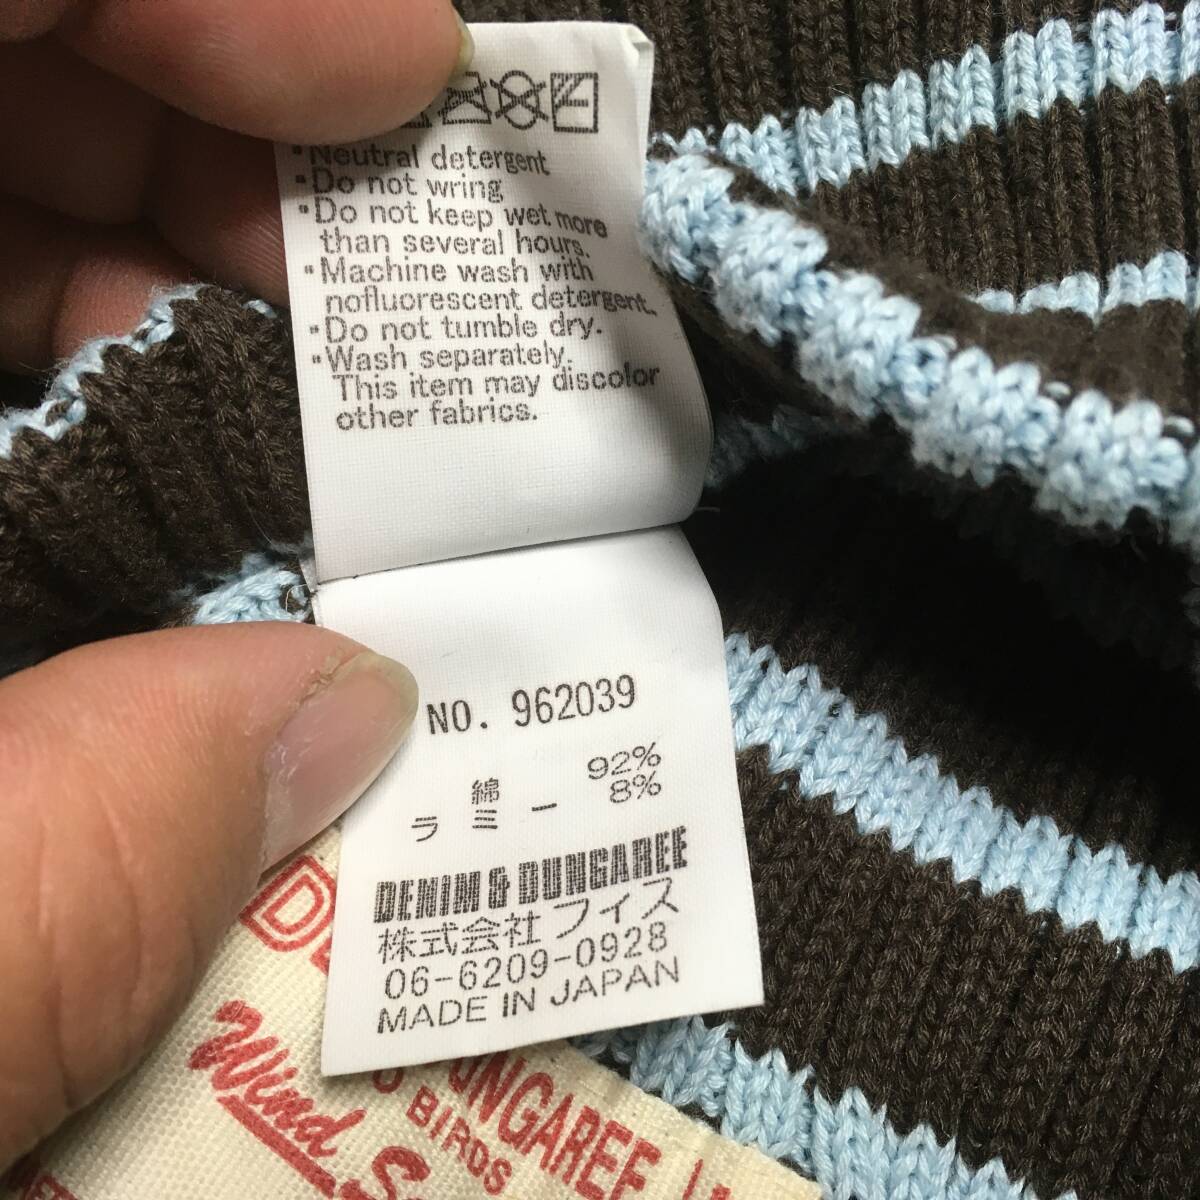 ・Neutral detergent
・Do not wring
・Do not keep wet more
than several hours.
・Machine wash with
nofluorescent detergent.
・Do not tumble dry.
・Wash separately.
This item may discolor
other fabrics.
NO. 962039
綿 92%
ラミー 8%
DENIM & DUNGAREE
株式会社 フィス
06-6209-0928
MADE IN JAPAN
BIRDS
Wind